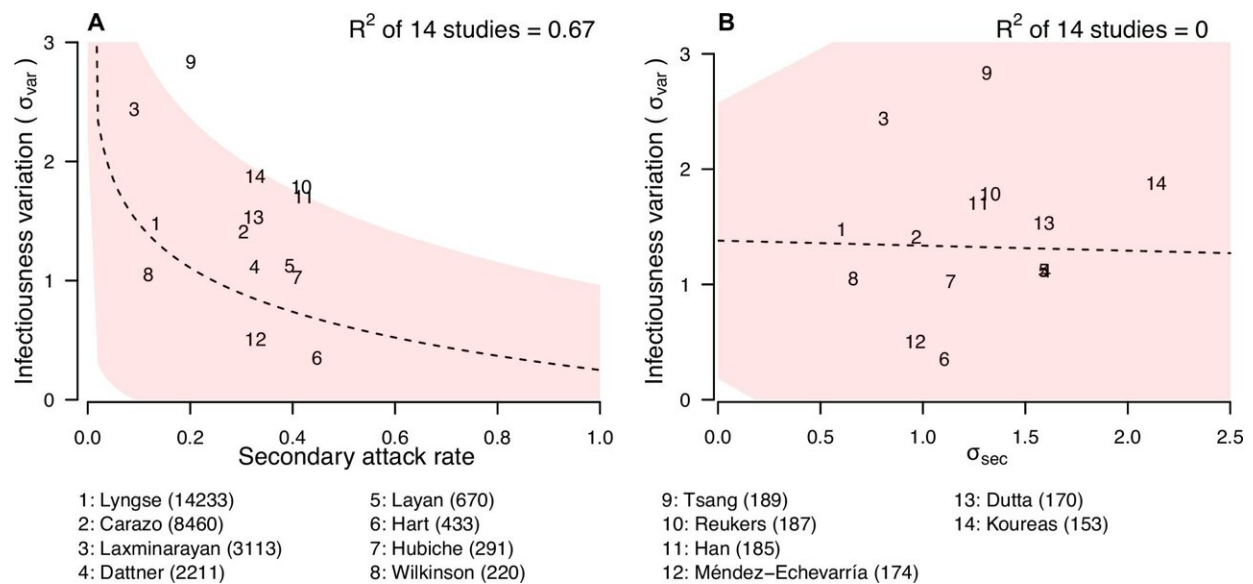 A
R² of 14 studies = 0.67
Infectiousness variation ( σvar )
3
2
1
0
9
3
14
10
11
13
1
2
4
5
7
8
12
6
0.0 0.2 0.4 0.6 0.8 1.0
Secondary attack rate
B
R² of 14 studies = 0
Infectiousness variation ( σvar )
3
2
1
0
9
3
14
10
11
13
1
2
5
4
8
7
12
6
0.0 0.5 1.0 1.5 2.0 2.5
σsec
1: Lyngse (14233)
2: Carazo (8460)
3: Laxminarayan (3113)
4: Dattner (2211)
5: Layan (670)
6: Hart (433)
7: Hubiche (291)
8: Wilkinson (220)
9: Tsang (189)
10: Reukers (187)
11: Han (185)
12: Méndez−Echevarría (174)
13: Dutta (170)
14: Koureas (153)